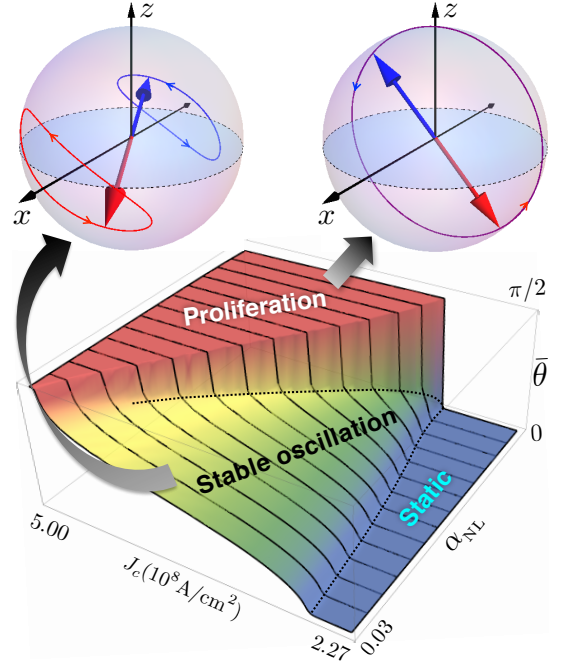 z
z
x
x
π/2
Proliferation
θ̄
0
Stable oscillation
Static
α_NL
5.00
J_c(10^8A/cm^2)
2.27
0.03